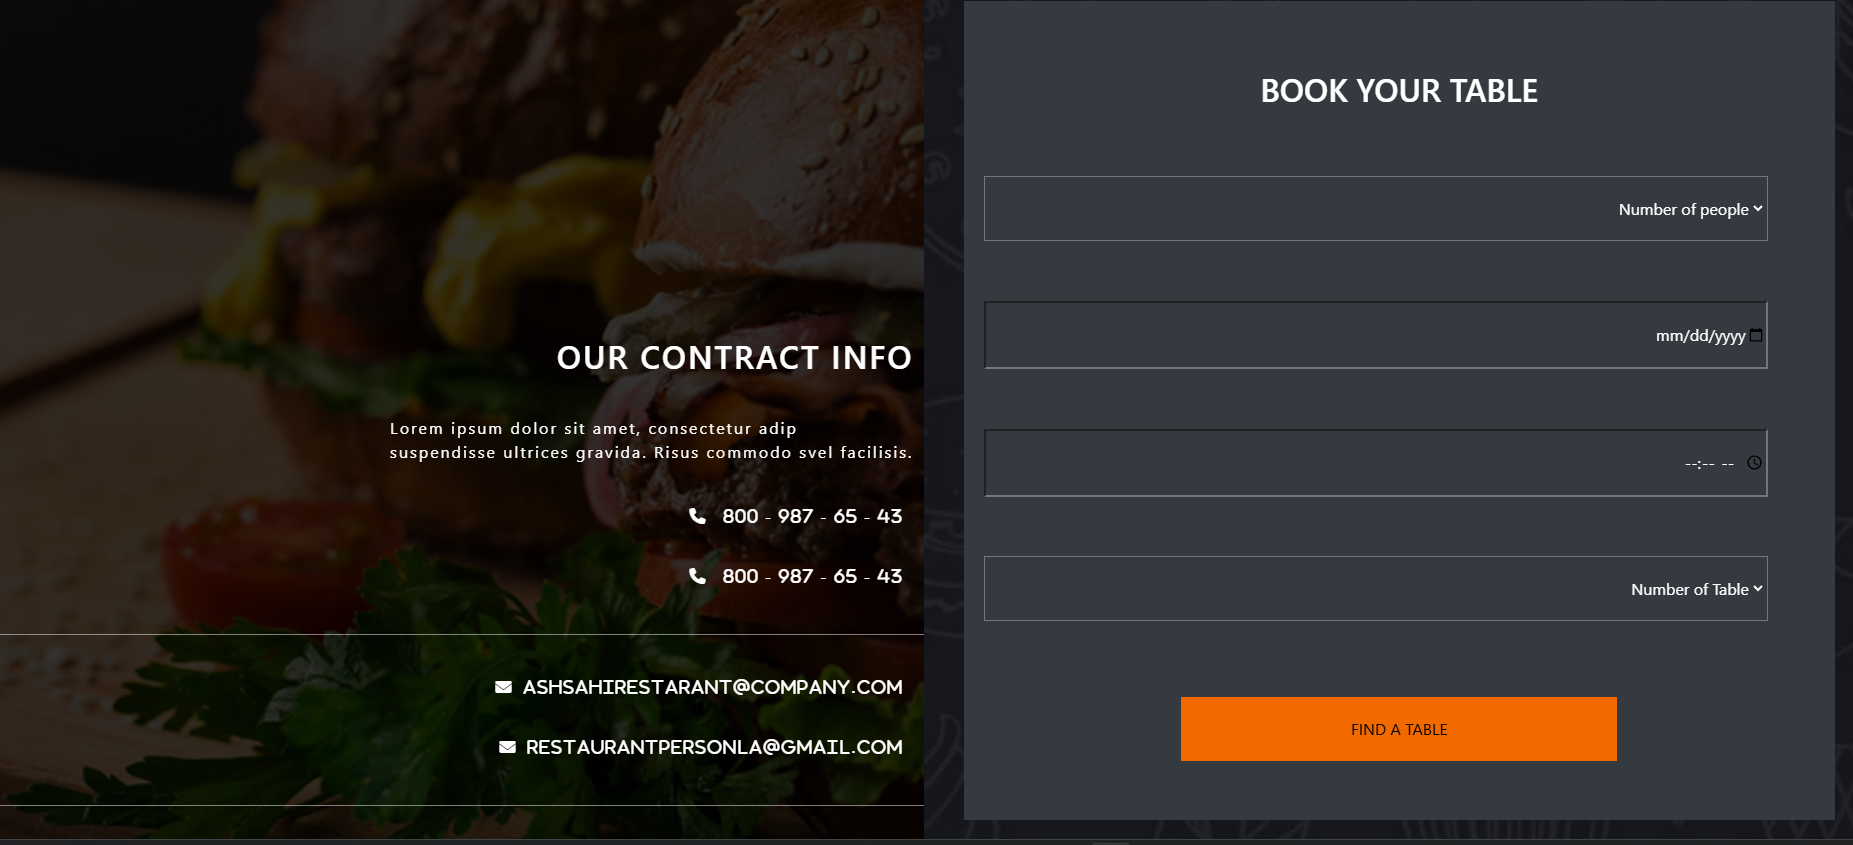 OUR CONTRACT INFO
Lorem ipsum dolor sit amet, consectetur adip
suspendisse ultrices gravida. Risus commodo svel facilisis.
800 - 987 - 65 - 43
800 - 987 - 65 - 43
ASHSAHIRESTARANT@COMPANY.COM
RESTAURANTPERSONLA@GMAIL.COM
BOOK YOUR TABLE
Number of people
mm/dd/yyyy
--:-- --
Number of Table
FIND A TABLE